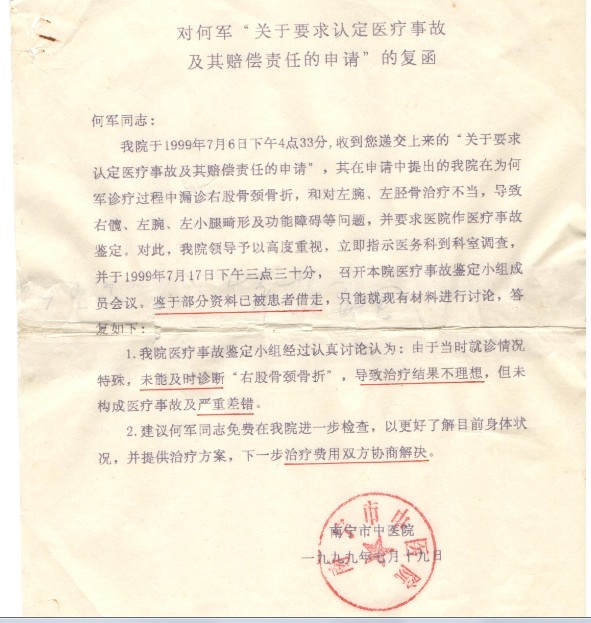 对何军“关于要求认定医疗事故
及其赔偿责任的申请”的复函
何军同志：
我院于1999年7月6日下午4点33分,收到您递交上来的“关于要求
认定医疗事故及其赔偿责任的申请”，其在申请中提出的我院在为何
军诊疗过程中漏诊右股骨颈骨折，和对左腕、左胫骨治疗不当，导致
右髋、左腕、左小腿畸形及功能障碍等问题，并要求医院作医疗事故
鉴定。对此，我院领导予以高度重视，立即指示医务科到科室调查，
并于1999年7月17日下午三点三十分，召开本院医疗事故鉴定小组成
员会议。鉴于部分资料已被患者借走，只能就现有材料进行讨论，答
复如下：
1.我院医疗事故鉴定小组经过认真讨论认为：由于当时就诊情况
特殊，未能及时诊断“右股骨颈骨折”，导致治疗结果不理想，但未
构成医疗事故及严重差错。
2.建议何军同志免费在我院进一步检查，以更好了解目前身体状
况，并提供治疗方案，下一步治疗费用双方协商解决。
南宁市中医院
南宁市中医院
一九九九年七月十九日